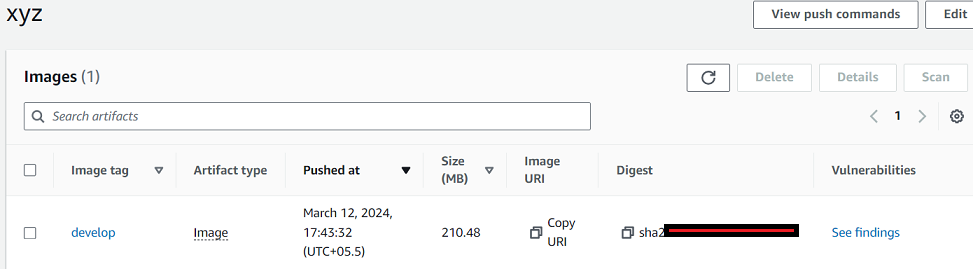 xyz
View push commands
Edit
Images (1)
Delete
Details
Scan
Search artifacts
1
Image tag
Artifact type
Pushed at
Size
(MB)
Image
URI
Digest
Vulnerabilities
develop
Image
March 12, 2024,
17:43:32
(UTC+05.5)
210.48
Copy
URI
See findings